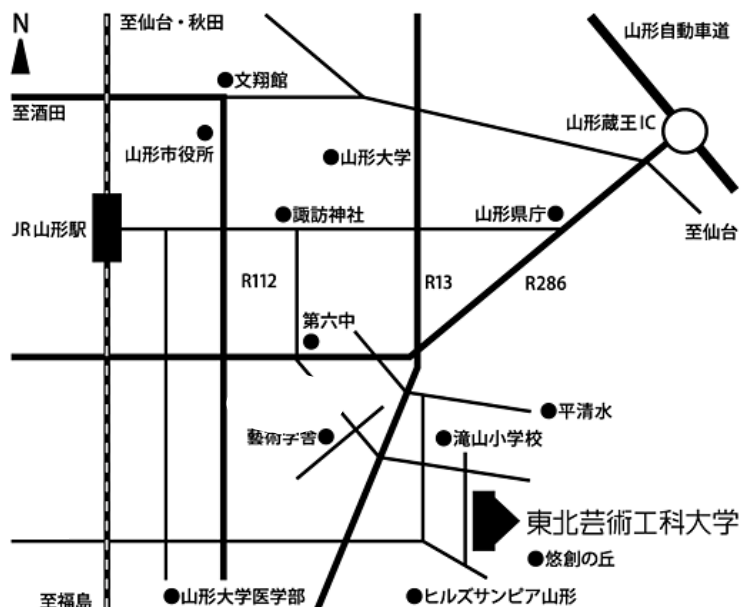 N
至仙台・秋田
山形自動車道
文翔館
至酒田
山形蔵王IC
山形市役所
山形大学
諏訪神社
山形県庁
JR山形駅
至仙台
R112
R13
R286
第六中
平清水
藝術学舎
滝山小学校
東北芸術工科大学
悠創の丘
至福島
山形大学医学部
ヒルズサンピア山形